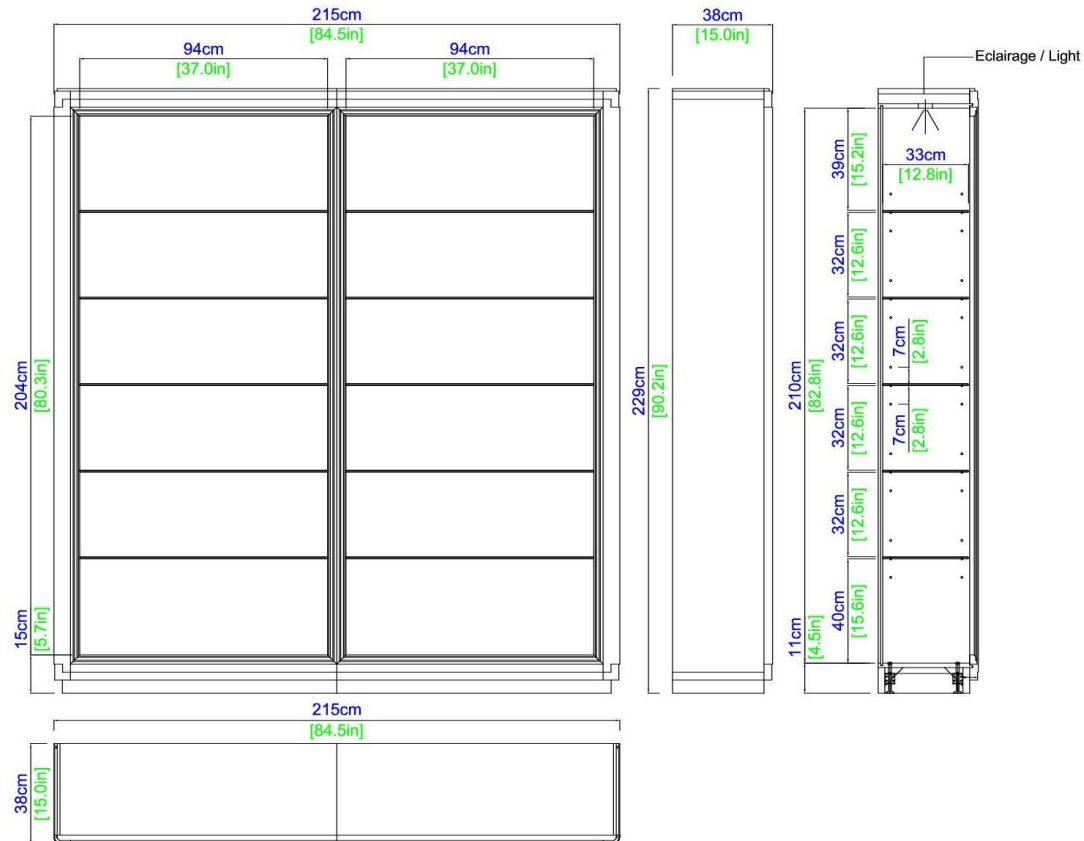 215cm
[84.5in]
94cm
[37.0in]
94cm
[37.0in]
204cm
[80.3in]
15cm
[5.7in]
38cm
[15.0in]
229cm
[90.2in]
Eclairage / Light
33cm
[12.8in]
39cm
[15.2in]
32cm
[12.6in]
32cm
[12.6in]
7cm
[2.8in]
32cm
[12.6in]
7cm
[2.8in]
32cm
[12.6in]
40cm
[15.6in]
210cm
[82.8in]
11cm
[4.5in]
215cm
[84.5in]
38cm
[15.0in]